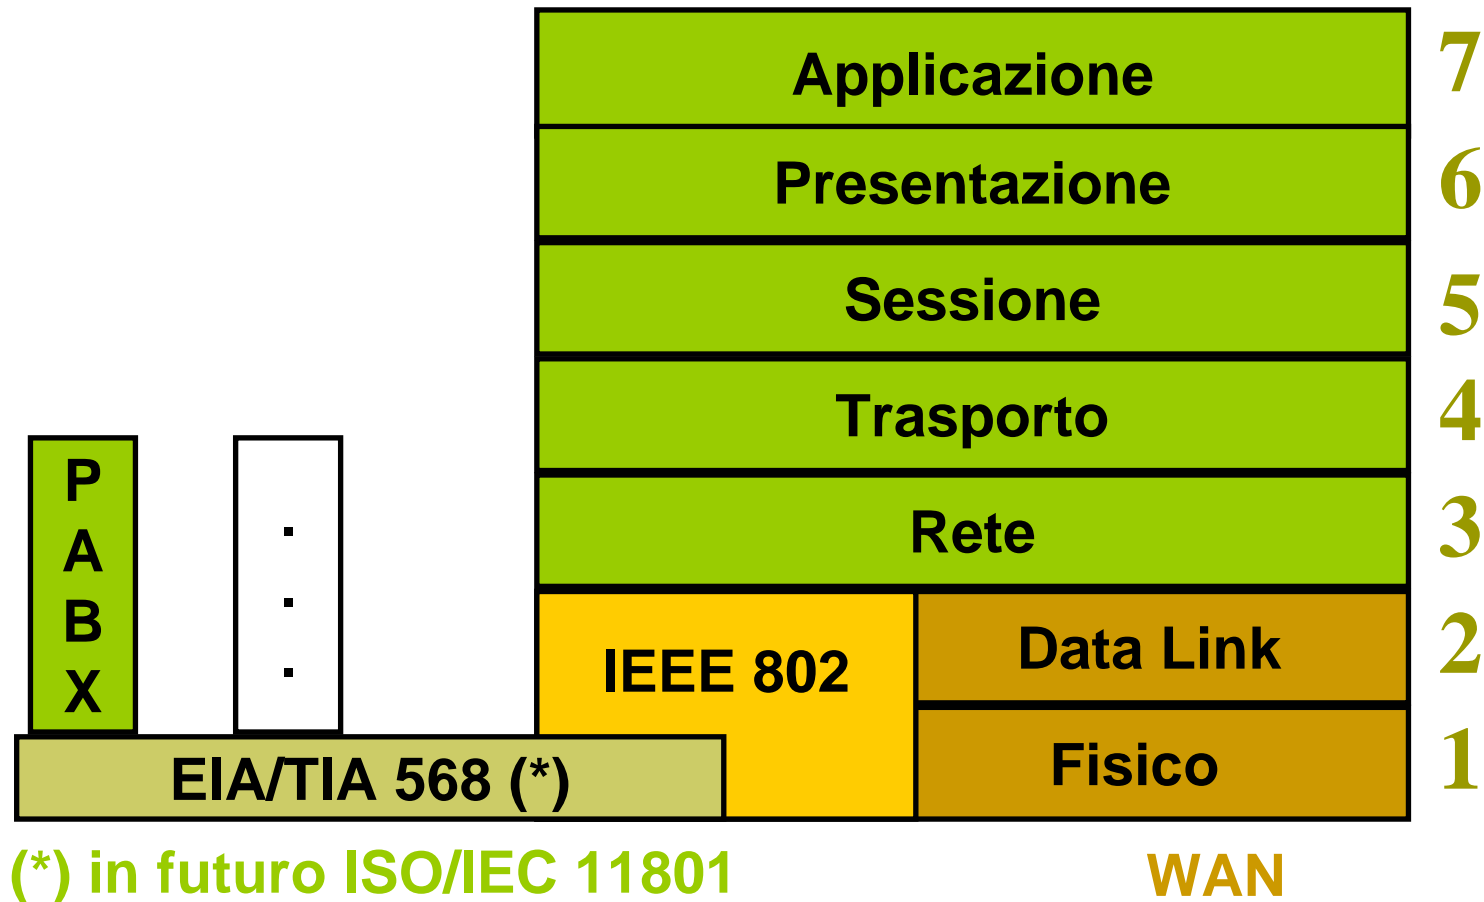 Applicazione 7
Presentazione 6
Sessione 5
Trasporto 4
Rete 3
P
A
B
X
.
.
.
IEEE 802
Data Link 2
Fisico 1
EIA/TIA 568 (*)
(*) in futuro ISO/IEC 11801
WAN